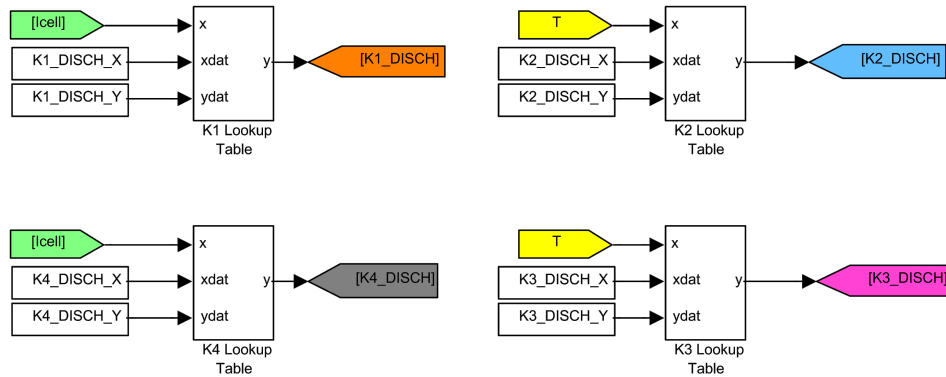 [Icell]
x
K1_DISCH_X
xdat
y
[K1_DISCH]
K1_DISCH_Y
ydat
K1 Lookup
Table
T
x
K2_DISCH_X
xdat
y
[K2_DISCH]
K2_DISCH_Y
ydat
K2 Lookup
Table
[Icell]
x
K4_DISCH_X
xdat
y
[K4_DISCH]
K4_DISCH_Y
ydat
K4 Lookup
Table
T
x
K3_DISCH_X
xdat
y
[K3_DISCH]
K3_DISCH_Y
ydat
K3 Lookup
Table